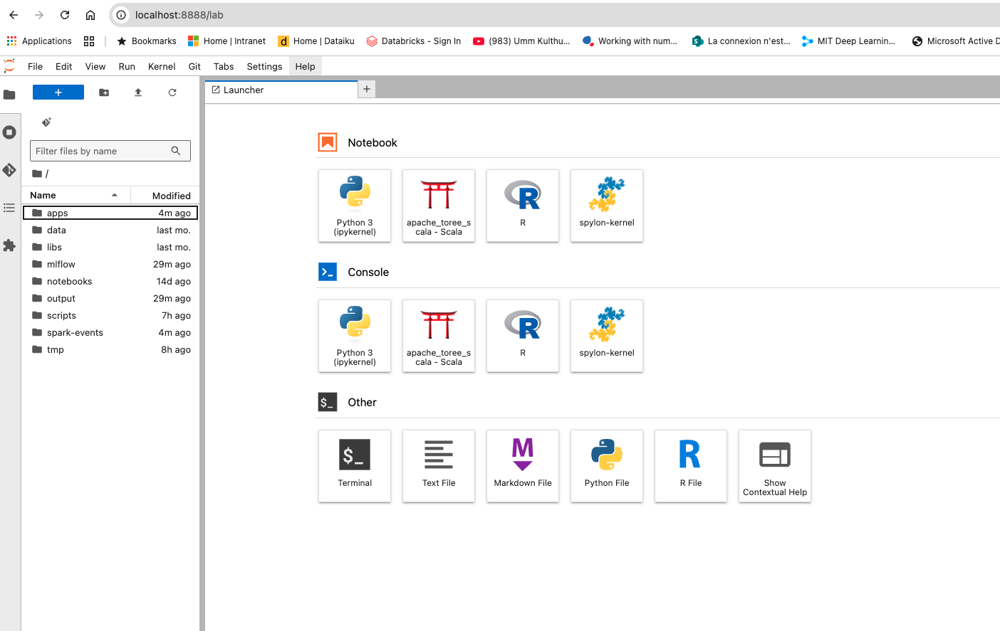 localhost:8888/lab
Applications
Bookmarks
Home | Intranet
Home | Dataiku
Databricks - Sign In
(983) Umm Kulthu...
Working with num...
La connexion n'est...
MIT Deep Learnin...
Microsoft Active D
File Edit View Run Kernel Git Tabs Settings Help
Launcher
Filter files by name
/
Name Modified
apps 4m ago
data last mo.
libs last mo.
mlflow 29m ago
notebooks 14d ago
output 29m ago
scripts 7h ago
spark-events 4m ago
tmp 8h ago
Notebook
Python 3
(ipykernel)
apache_toree_s
cala - Scala
R
spylon-kernel
Console
Python 3
(ipykernel)
apache_toree_s
cala - Scala
R
spylon-kernel
$_
Other
$_
Terminal
Text File
M
Markdown File
Python File
R
R File
Show
Contextual Help